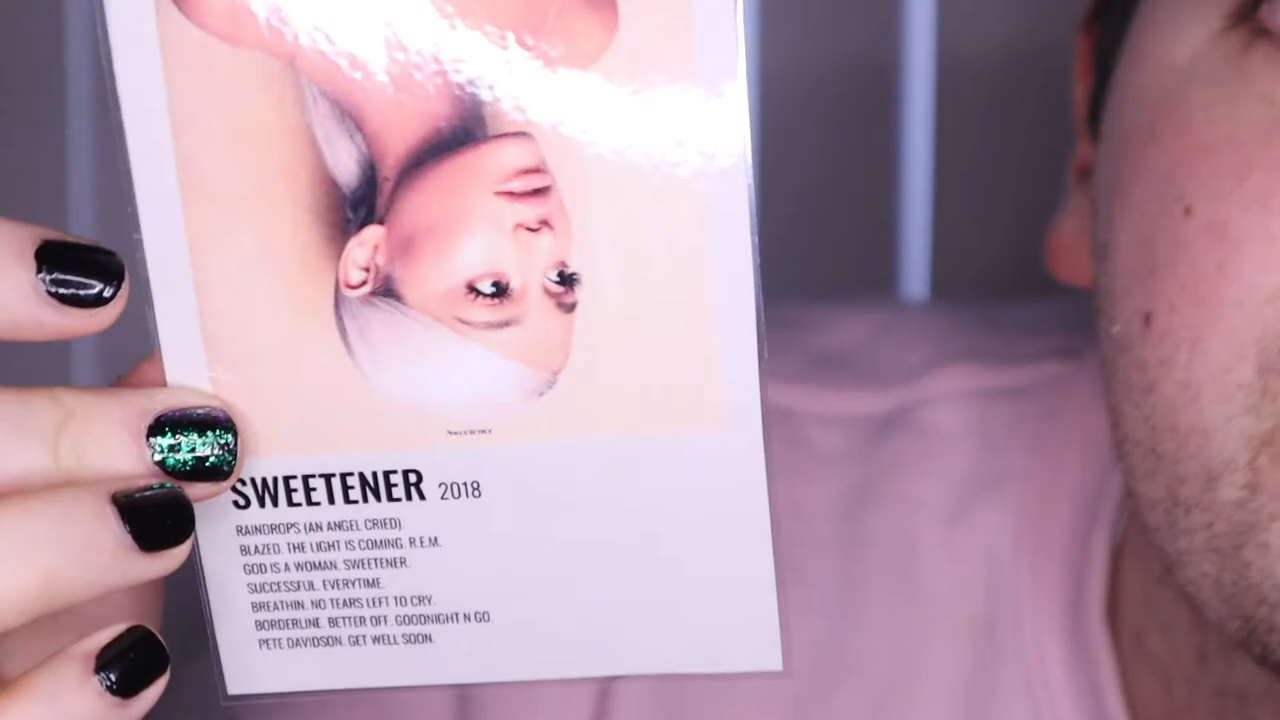 Sweetener
SWEETENER 2018
RAINDROPS (AN ANGEL CRIED)
BLAZED. THE LIGHT IS COMING. R.E.M.
GOD IS A WOMAN. SWEETENER.
SUCCESSFUL. EVERYTIME.
BREATHIN. NO TEARS LEFT TO CRY.
BORDERLINE. BETTER OFF. GOODNIGHT N GO.
PETE DAVIDSON. GET WELL SOON.